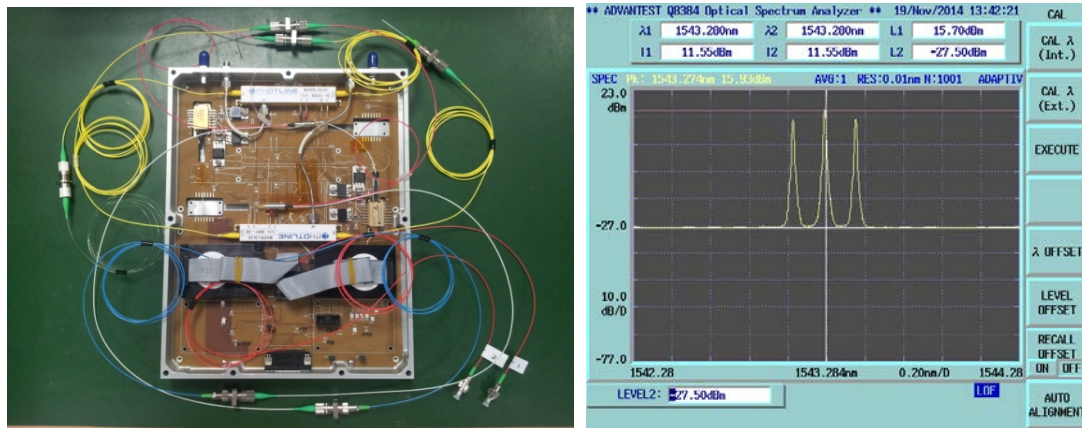 PHOTLINE
PHOTLINE
2
1
** ADVANTEST Q8384 Optical Spectrum Analyzer ** 19/Nov/2014 13:42:21
λ1 1543.280nm λ2 1543.280nm L1 15.70dBm
11.55dBm 11.55dBm L2 -27.50dBm
SPEC Pk: 1543.274nm 15.93dBm AVG:1 RES:0.01nm N:1001 ADAPTIV
23.0
dBm
-27.0
10.0
dB/D
-77.0
1542.28 1543.284nm 0.20nm/D 1544.28
LEVEL2: -27.50dBm
LOF
CAL
CAL λ
(Int.)
CAL λ
(Ext.)
EXECUTE
λ OFFSET
LEVEL
OFFSET
RECALL
OFFSET
ON OFF
AUTO
ALIGNMENT